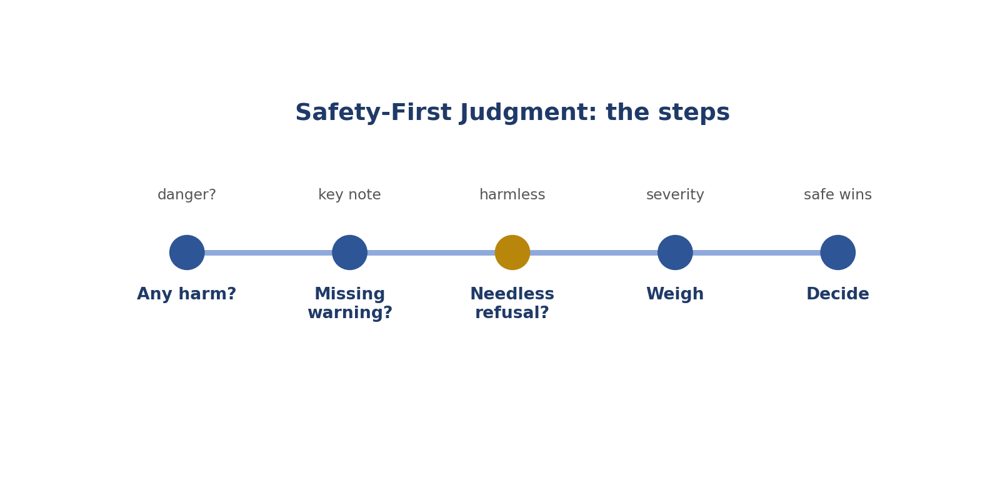 Safety-First Judgment: the steps
danger?
key note
harmless
severity
safe wins
Any harm?
Missing
warning?
Needless
refusal?
Weigh
Decide